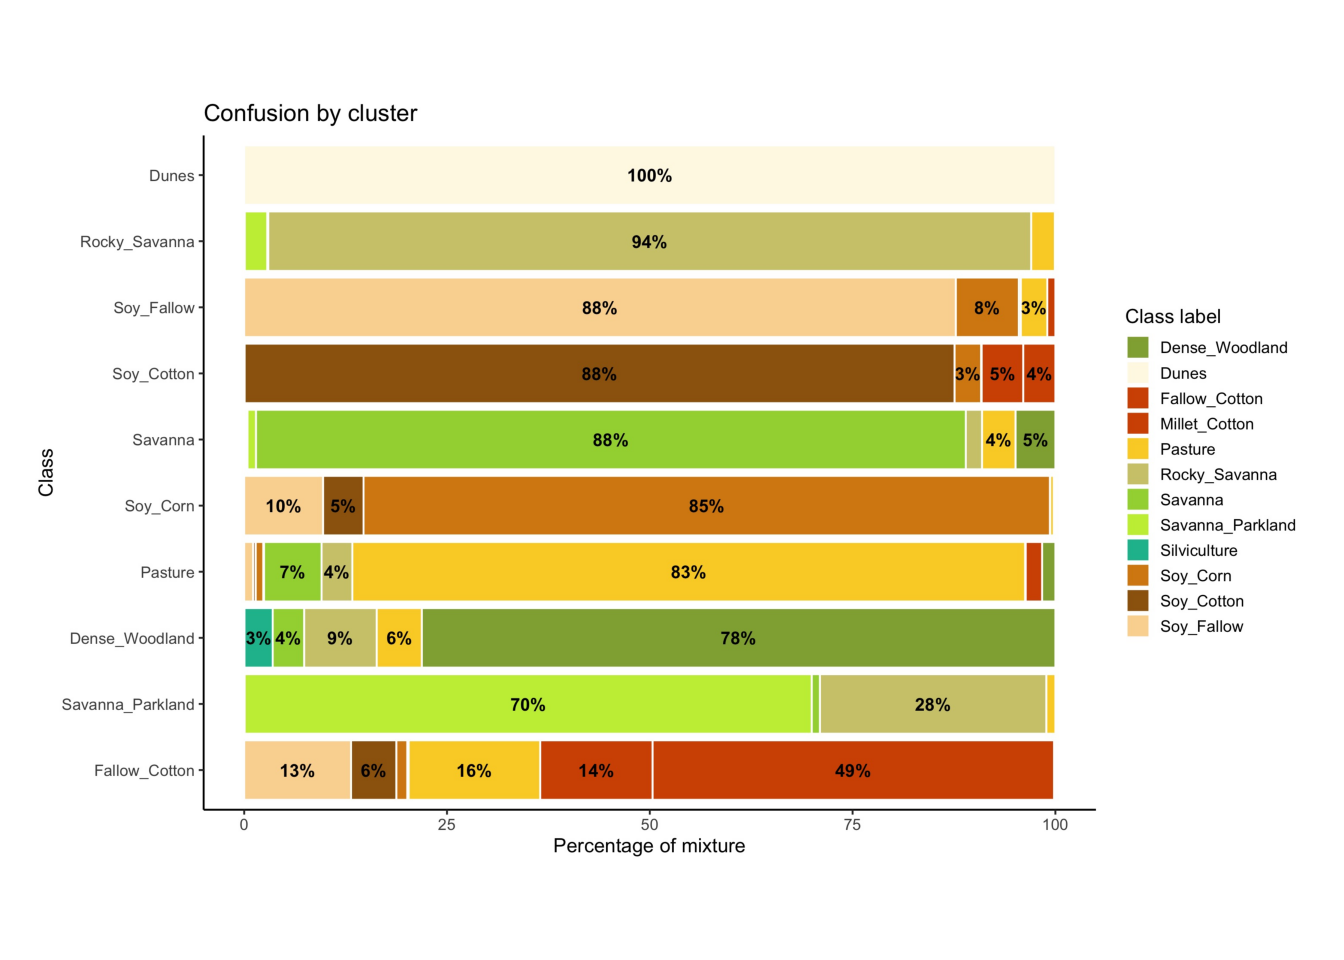 Confusion by cluster
Dunes
100%
Rocky_Savanna
94%
Soy_Fallow
88% 8% 3%
Soy_Cotton
88% 3% 5% 4%
Savanna
88% 4% 5%
Soy_Corn
10% 5% 85%
Pasture
7% 4% 83%
Dense_Woodland
3% 4% 9% 6% 78%
Savanna_Parkland
70% 28%
Fallow_Cotton
13% 6% 16% 14% 49%
Class
0 25 50 75 100
Percentage of mixture
Class label
Dense_Woodland
Dunes
Fallow_Cotton
Millet_Cotton
Pasture
Rocky_Savanna
Savanna
Savanna_Parkland
Silviculture
Soy_Corn
Soy_Cotton
Soy_Fallow